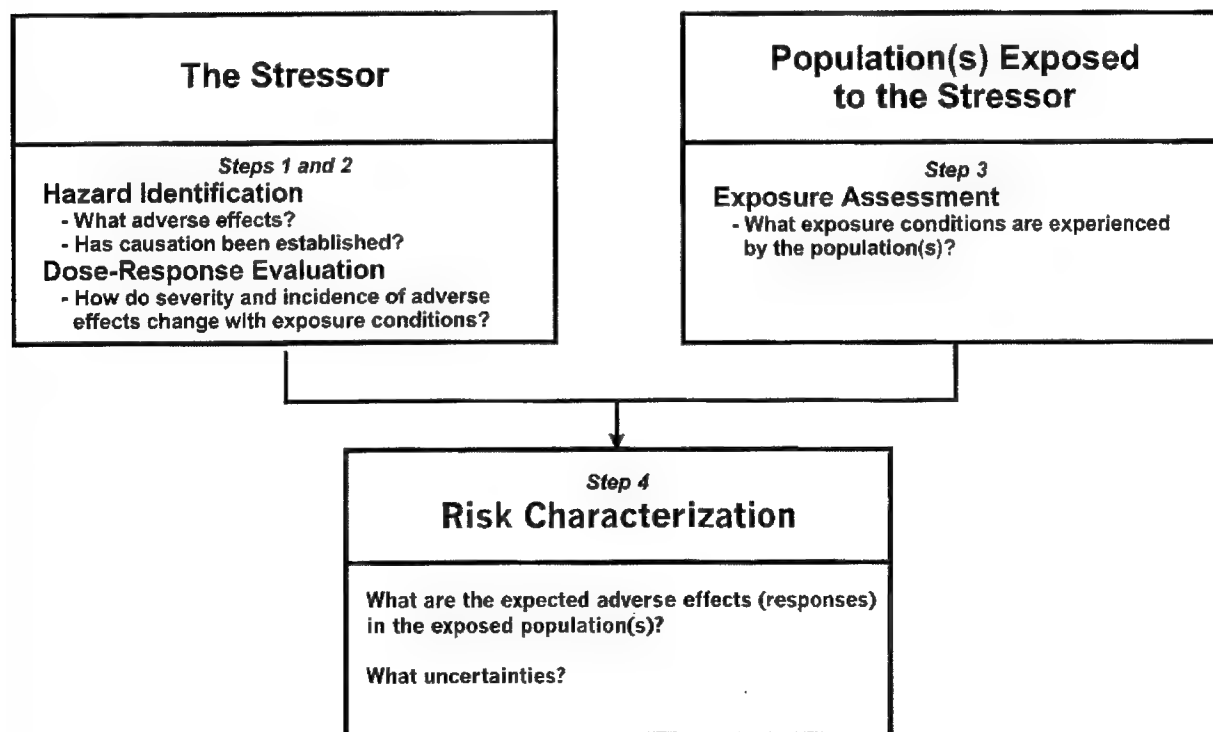 The Stressor
Steps 1 and 2
Hazard Identification
- What adverse effects?
- Has causation been established?
Dose-Response Evaluation
- How do severity and incidence of adverse
effects change with exposure conditions?
Population(s) Exposed
to the Stressor
Step 3
Exposure Assessment
- What exposure conditions are experienced
by the population(s)?
Step 4
Risk Characterization
What are the expected adverse effects (responses)
in the exposed population(s)?
What uncertainties?